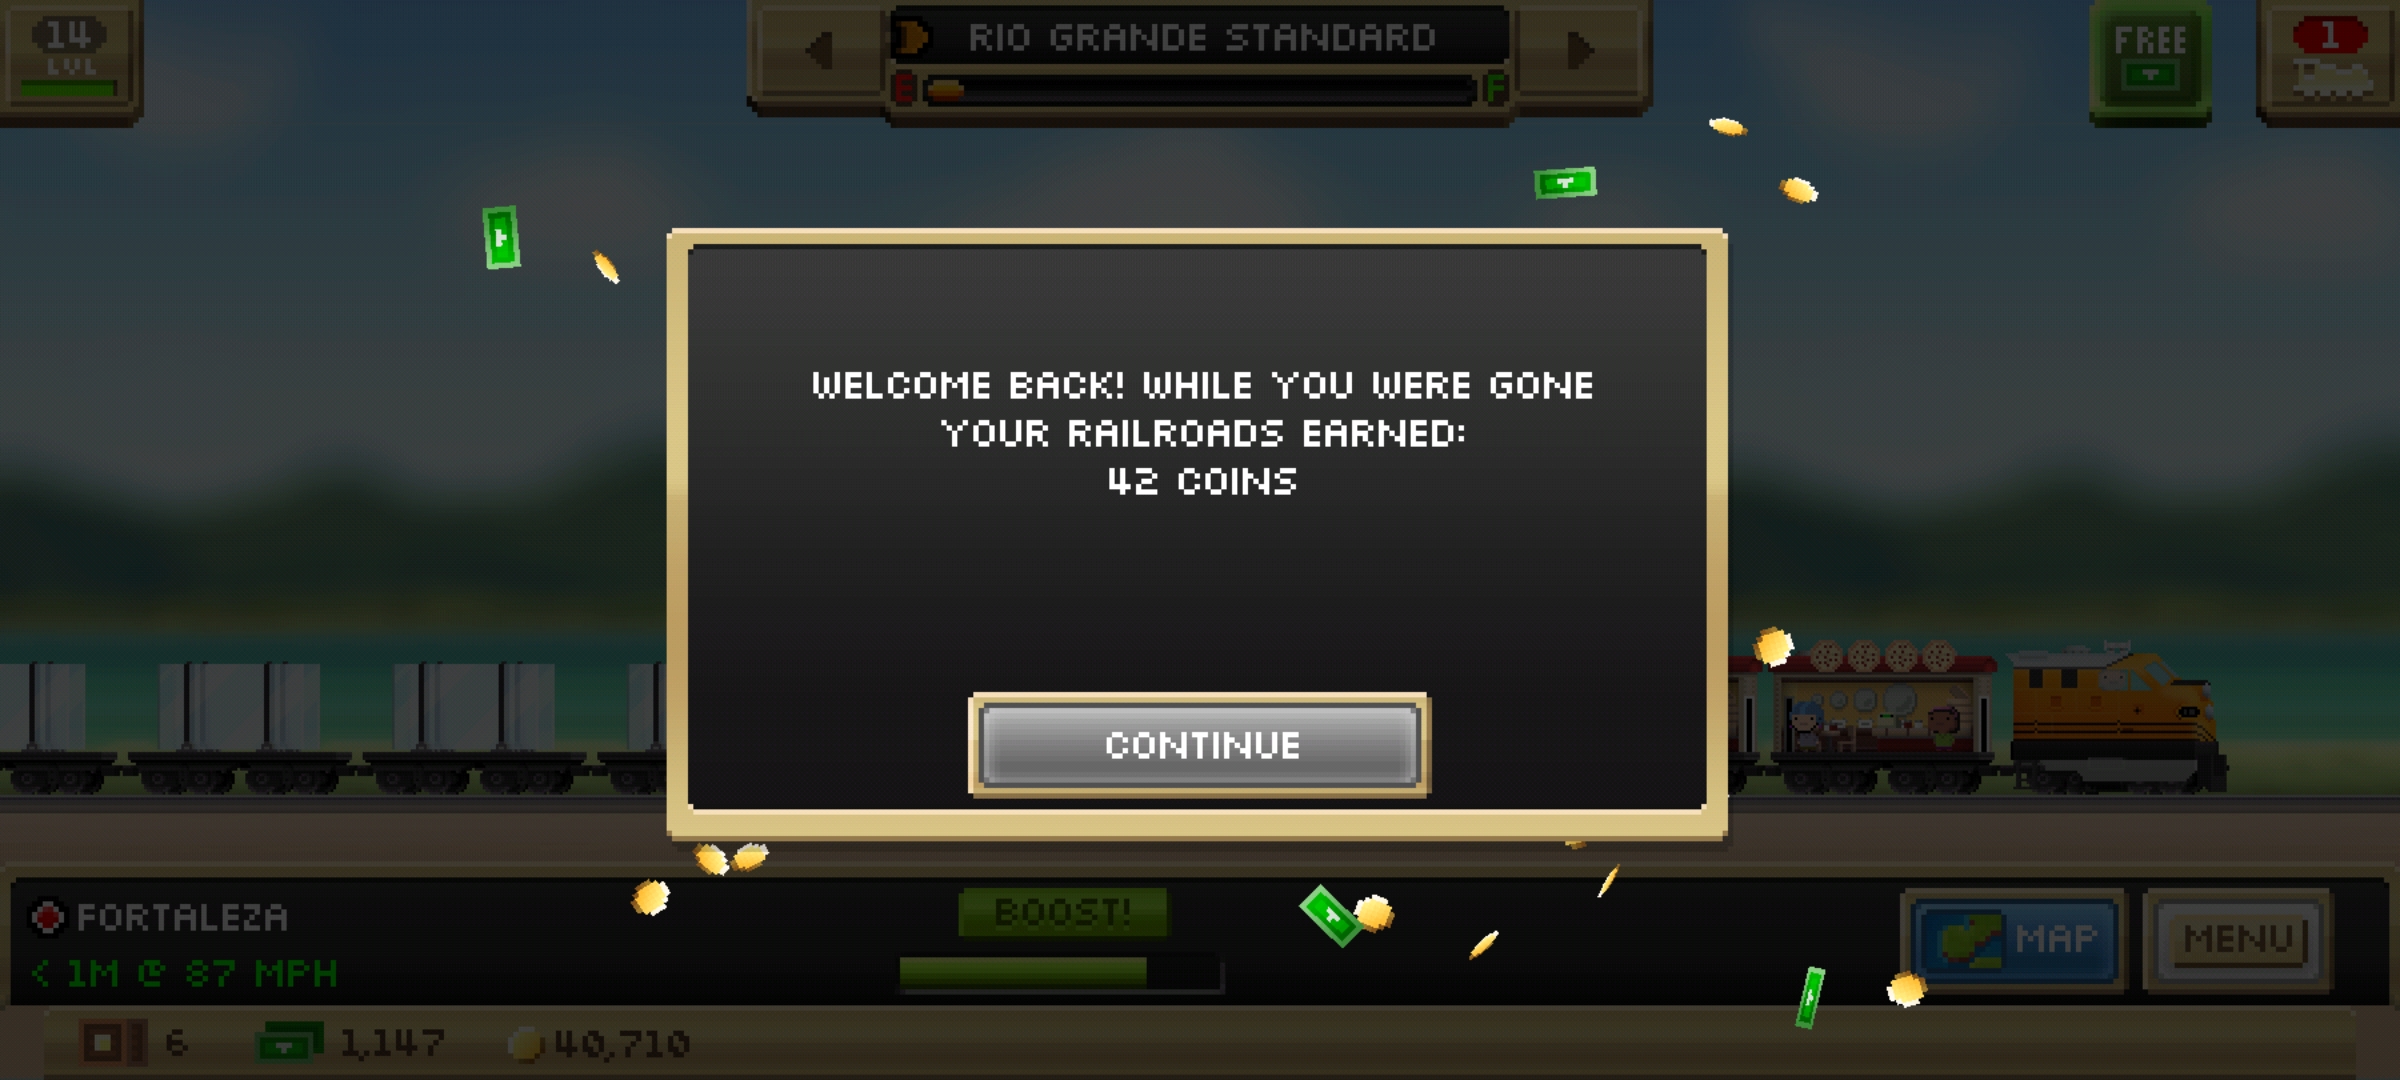 14
LVL
RIO GRANDE STANDARD
E F
FREE
1
WELCOME BACK! WHILE YOU WERE GONE
YOUR RAILROADS EARNED:
42 COINS
CONTINUE
FORTALEZA
< 1M @ 87 MPH
BOOST!
MAP
MENU
6
1,147
40,710